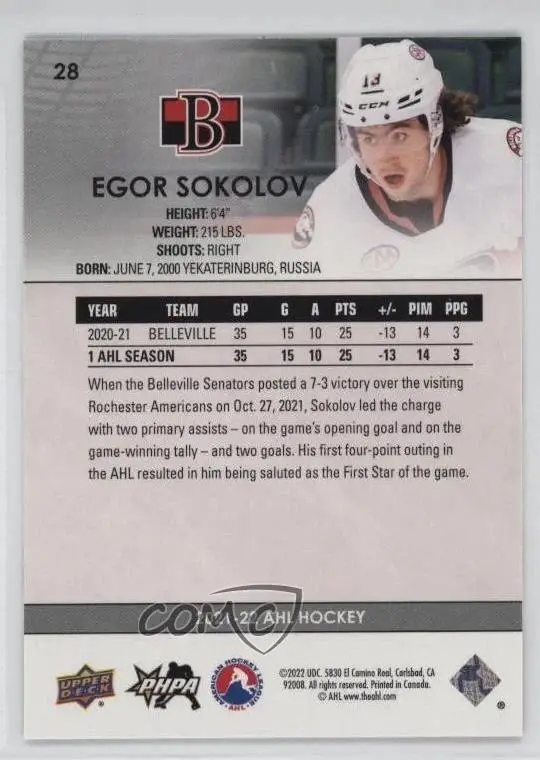 28
13
CCM
B
EGOR SOKOLOV
HEIGHT: 6'4"
WEIGHT: 215 LBS.
SHOOTS: RIGHT
BORN: JUNE 7, 2000 YEKATERINBURG, RUSSIA
YEAR TEAM GP G A PTS +/- PIM PPG
2020-21 BELLEVILLE 35 15 10 25 -13 14 3
1 AHL SEASON 35 15 10 25 -13 14 3
When the Belleville Senators posted a 7-3 victory over the visiting
Rochester Americans on Oct. 27, 2021, Sokolov led the charge
with two primary assists – on the game's opening goal and on the
game-winning tally – and two goals. His first four-point outing in
the AHL resulted in him being saluted as the First Star of the game.
COMC
2021-22 AHL HOCKEY
UPPER DECK
PHPA
AMERICAN HOCKEY LEAGUE
AHL
©2022 UDC. 5830 El Camino Real, Carlsbad, CA
92008. All rights reserved. Printed in Canada.
© AHL www.theahl.com
®